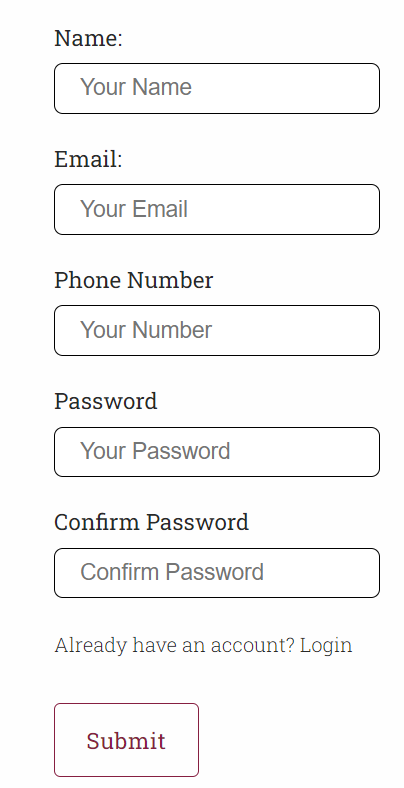 Name:
Your Name
Email:
Your Email
Phone Number
Your Number
Password
Your Password
Confirm Password
Confirm Password
Already have an account? Login
Submit